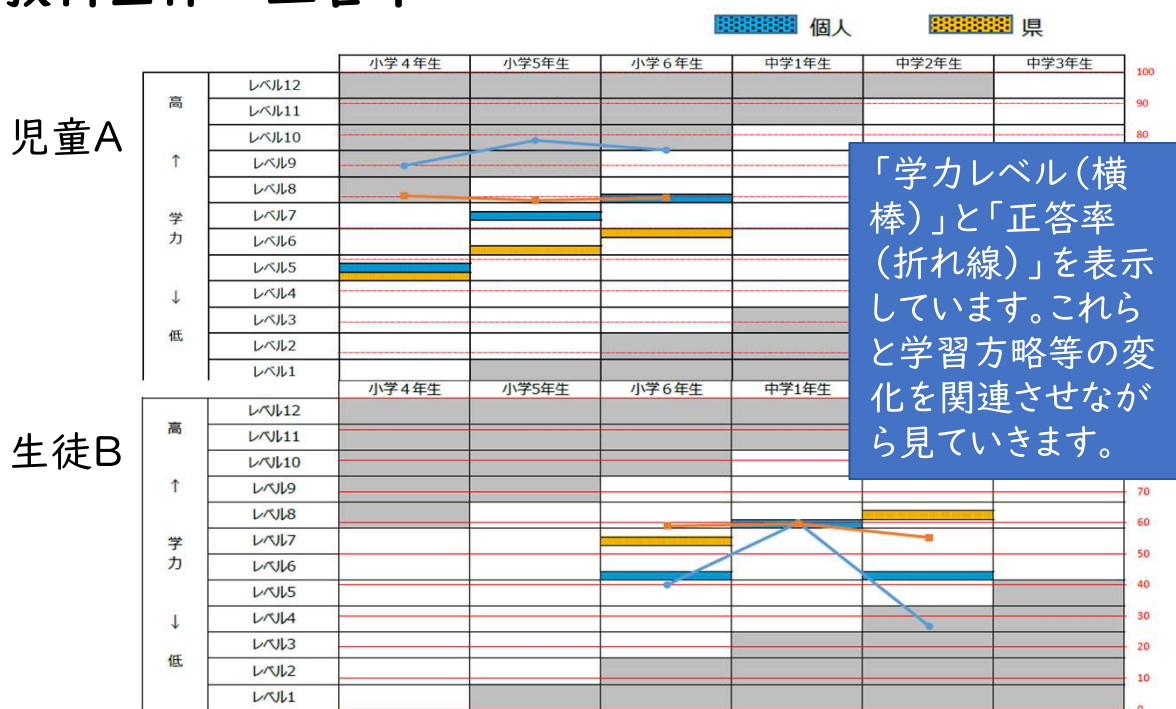 個人 県
小学4年生 小学5年生 小学6年生 中学1年生 中学2年生 中学3年生
児童A
高
↑
学
力
↓
低
レベル12
レベル11
レベル10
レベル9
レベル8
レベル7
レベル6
レベル5
レベル4
レベル3
レベル2
レベル1
100
90
80
「学力レベル(横
棒)」と「正答率
(折れ線)」を表示
しています。これら
と学習方略等の変
化を関連させなが
ら見ていきます。
小学4年生 小学5年生 小学6年生 中学1年生
生徒B
高
↑
学
力
↓
低
レベル12
レベル11
レベル10
レベル9
レベル8
レベル7
レベル6
レベル5
レベル4
レベル3
レベル2
レベル1
70
60
50
40
30
20
10
0